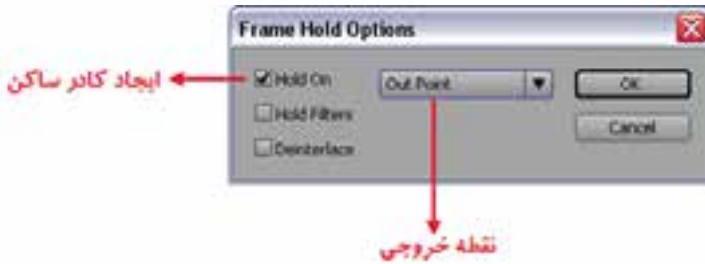 Frame Hold Options
ایجاد کادر ساکن
Hold On
Out Point
OK
Hold Filters
Cancel
Deinterlace
نقطه خروجی